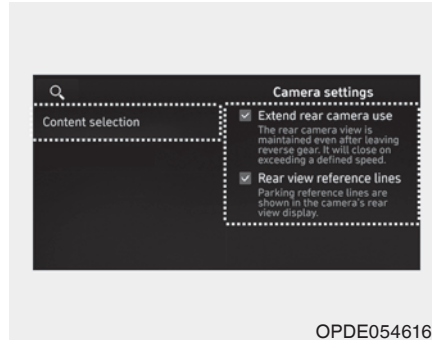 Camera settings
Content selection
Extend rear camera use
The rear camera view is
maintained even after leaving
reverse gear. It will close on
exceeding a defined speed.
Rear view reference lines
Parking reference lines are
shown in the camera's rear
view display.
OPDE054616